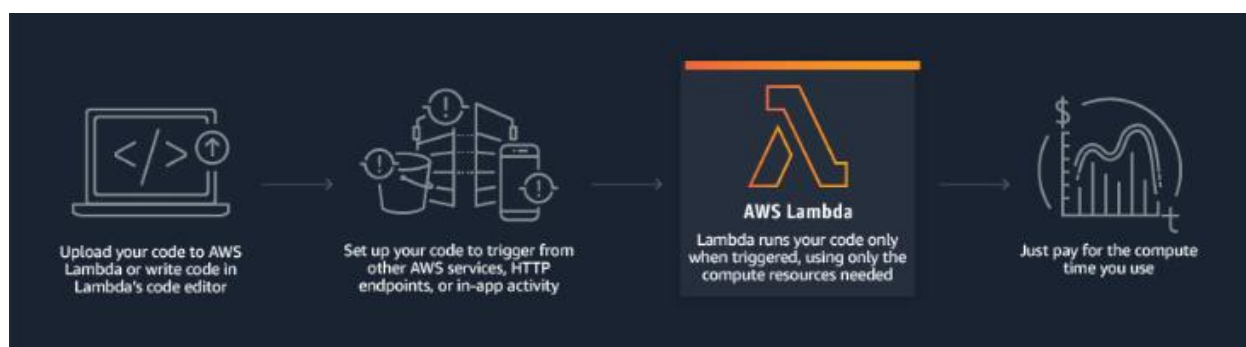 </>
$
t
Upload your code to AWS
Lambda or write code in
Lambda's code editor
Set up your code to trigger from
other AWS services, HTTP
endpoints, or in-app activity
AWS Lambda
Lambda runs your code only
when triggered, using only the
compute resources needed
Just pay for the compute
time you use